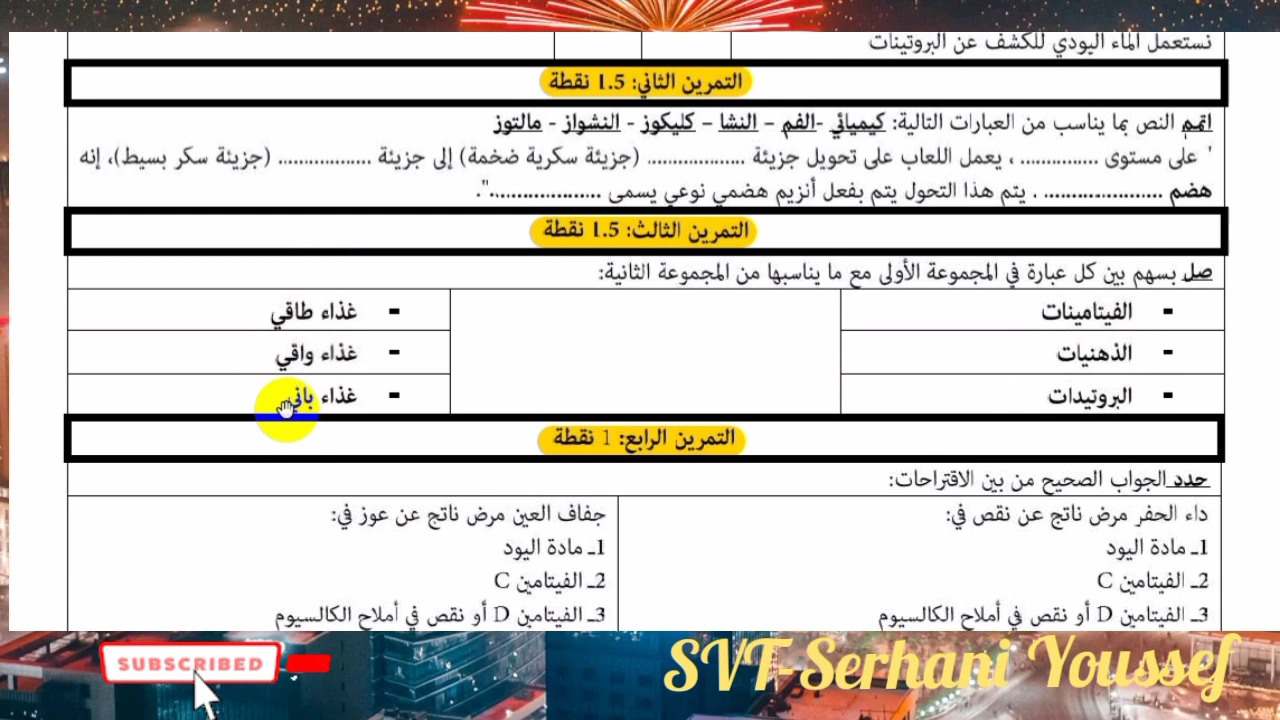 نستعمل الماء اليودي للكشف عن البروتينات
التمرين الثاني: 1.5 نقطة
اتمم النص بما يناسب من العبارات التالية: كيميائي -الفم – النشا – كليكوز - النشواز - مالتوز
' على مستوى ............... ، يعمل اللعاب على تحويل جزيئة ................... (جزيئة سكرية ضخمة) إلى جزيئة .................. (جزيئة سكر بسيط)، إنه
هضم ....................... . يتم هذا التحول يتم بفعل أنزيم هضمي نوعي يسمى ......................".
التمرين الثالث: 1.5 نقطة
صل بسهم بين كل عبارة في المجموعة الأولى مع ما يناسبها من المجموعة الثانية:
الفيتامينات
غذاء طاقي
الذهنيات
غذاء واقي
البروتيدات
غذاء باني
التمرين الرابع: 1 نقطة
حدد الجواب الصحيح من بين الاقتراحات:
داء الحفر مرض ناتج عن نقص في:
1ـ مادة اليود
2ـ الفيتامين C
3ـ الفيتامين D أو نقص في أملاح الكالسيوم
جفاف العين مرض ناتج عن عوز في:
1ـ مادة اليود
2ـ الفيتامين C
3ـ الفيتامين D أو نقص في أملاح الكالسيوم
SUBSCRIBED
SVT-Serhani Youssef